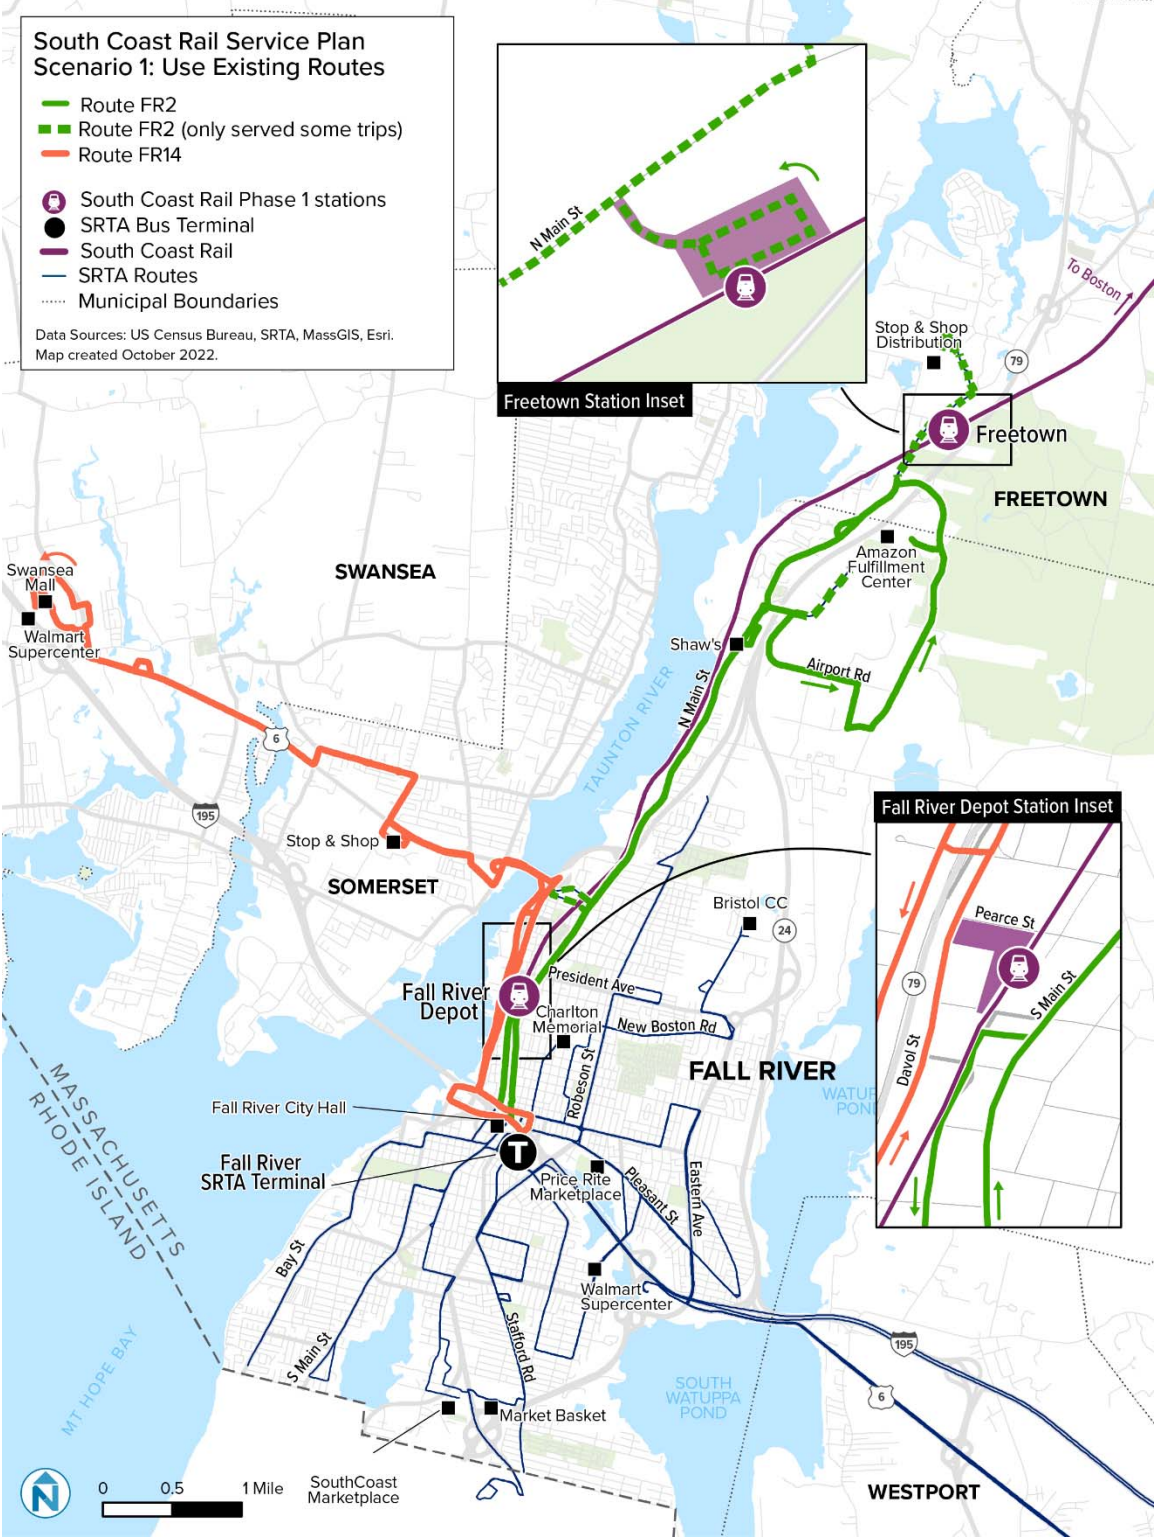 South Coast Rail Service Plan
Scenario 1: Use Existing Routes
Route FR2
Route FR2 (only served some trips)
Route FR14
South Coast Rail Phase 1 stations
SRTA Bus Terminal
South Coast Rail
SRTA Routes
Municipal Boundaries
Data Sources: US Census Bureau, SRTA, MassGIS, Esri.
Map created October 2022.
N Main St
Freetown Station Inset
To Boston
Stop & Shop
Distribution
79
Freetown
FREETOWN
Amazon
Fulfillment
Center
SWANSEA
Swansea
Mall
Walmart
Supercenter
Shaw's
Airport Rd
N Main St
TAUNTON RIVER
6
195
Stop & Shop
SOMERSET
Fall River Depot Station Inset
Pearce St
79
S Main St
Davol St
Bristol CC
24
President Ave
Fall River
Depot
Charlton
Memorial
New Boston Rd
Robeson St
FALL RIVER
WATUP
POND
MASSACHUSETTS
RHODE ISLAND
Fall River City Hall
T
Fall River
SRTA Terminal
Price Rite
Marketplace
Pleasant St
Eastern Ave
Bay St
Walmart
Supercenter
S Main St
Stafford Rd
195
6
MT HOPE BAY
SOUTH
WATUPPA
POND
Market Basket
SouthCoast
Marketplace
WESTPORT
N
0 0.5 1 Mile